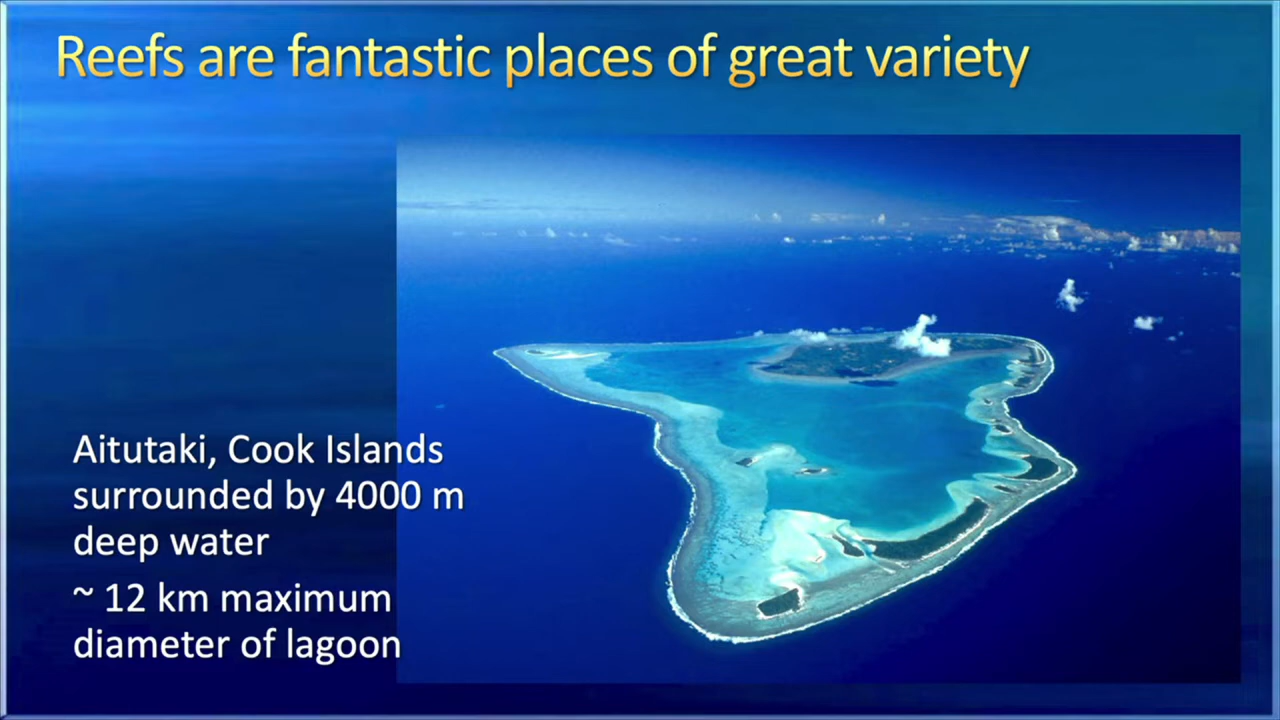 Reefs are fantastic places of great variety
Aitutaki, Cook Islands
surrounded by 4000 m
deep water
~ 12 km maximum
diameter of lagoon